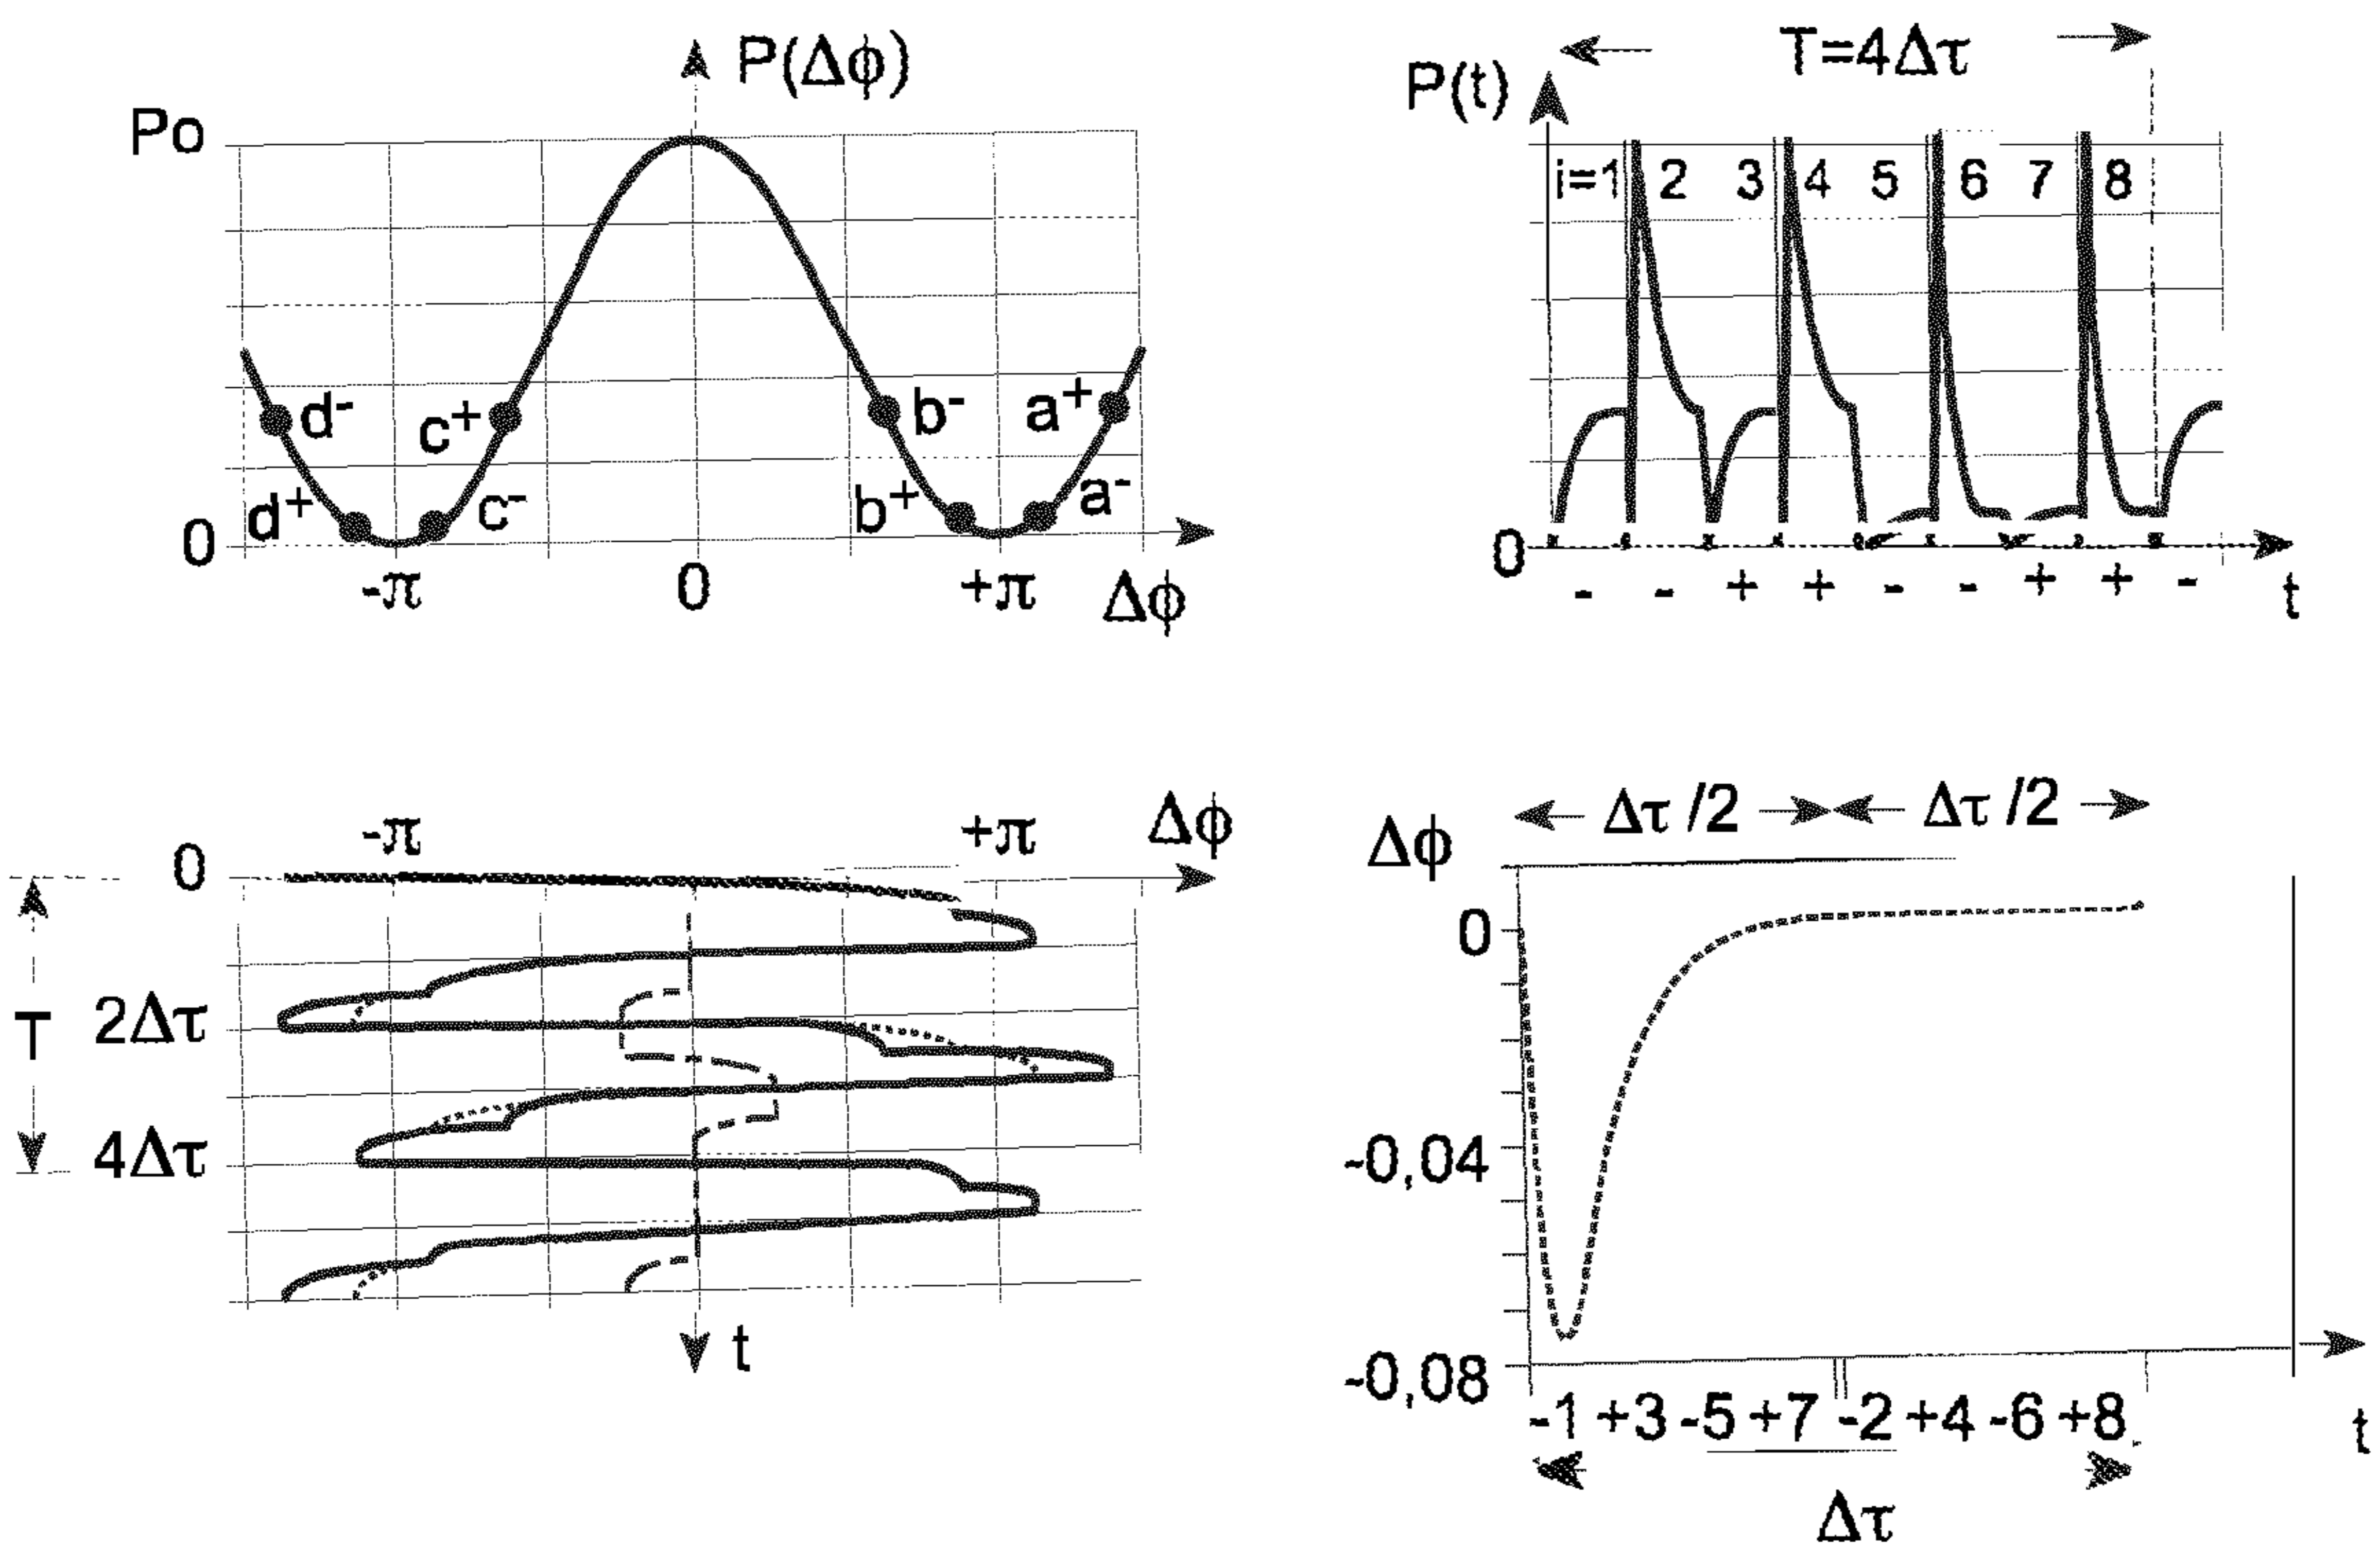 P(Δϕ)
Po
d- c+ b- a+
d+ c- b+ a-
0
-π 0 +π Δϕ
T=4Δτ
P(t)
i=1 2 3 4 5 6 7 8
0
- - + + - - + + - t
-π +π Δϕ
0
T 2Δτ
4Δτ
t
Δτ /2 Δτ /2
Δϕ
0
-0,04
-0,08
-1 +3 -5 +7 -2 +4 -6 +8 t
Δτ